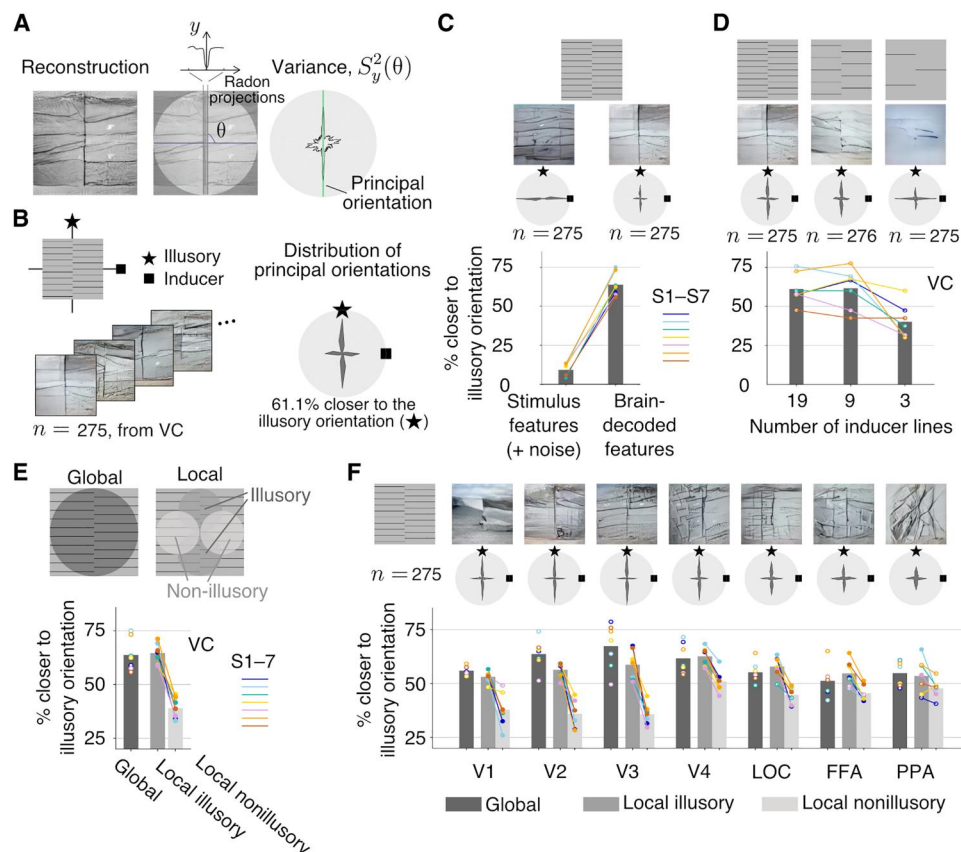 A
y
Reconstruction
Radon
projections
θ
Variance, S_y^2(θ)
Principal
orientation
B
★ Illusory
■ Inducer
...
n = 275, from VC
Distribution of
principal orientations
61.1% closer to the
illusory orientation (★)
C
n = 275 n = 275
% closer to
illusory orientation
75
50
25
0
S1–S7
Stimulus
features
(+ noise)
Brain-
decoded
features
D
n = 275 n = 276 n = 275
75
50
25
0
VC
19 9 3
Number of inducer lines
E
Global Local
Illusory
Non-illusory
% closer to
illusory orientation
75
50
25
VC
S1–7
Global
Local illusory
Local nonillusory
F
n = 275
% closer to
illusory orientation
75
50
25
V1 V2 V3 V4 LOC FFA PPA
Global Local illusory Local nonillusory